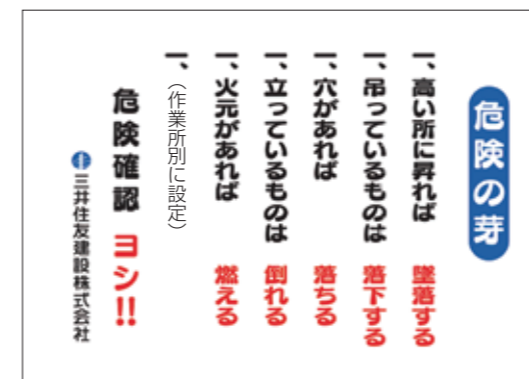 危険の芽
一、高い所に昇れば 墜落する
一、吊っているものは 落下する
一、穴があれば 落ちる
一、立っているものは 倒れる
一、火元があれば 燃える
一、（作業所別に設定）
危険確認 ヨシ!!
三井住友建設株式会社